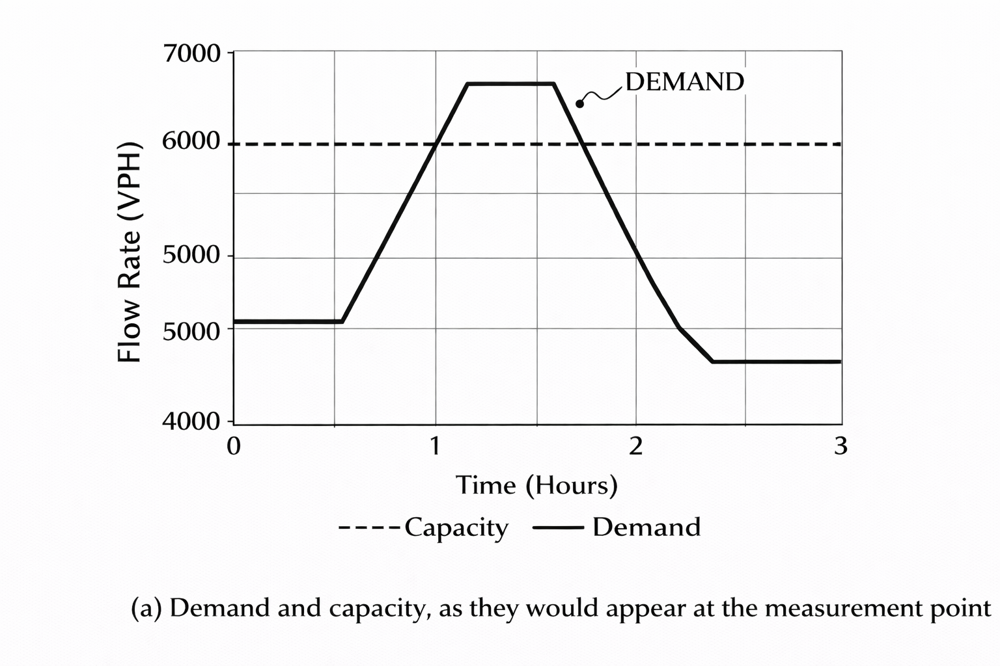 7000
DEMAND
6000
5000
5000
4000
Flow Rate (VPH)
0 1 2 3
Time (Hours)
Capacity Demand
(a) Demand and capacity, as they would appear at the measurement point